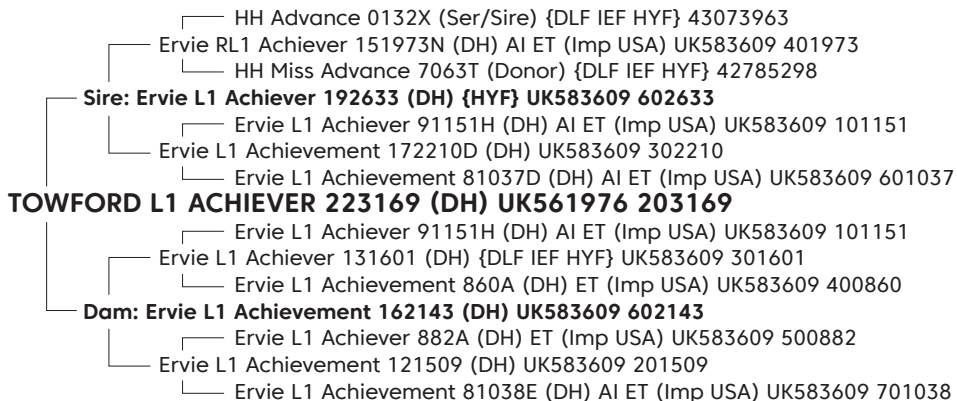 HH Advance 0132X (Ser/Sire) {DLF IEF HYF} 43073963
Ervie RL1 Achiever 151973N (DH) AI ET (Imp USA) UK583609 401973
HH Miss Advance 7063T (Donor) {DLF IEF HYF} 42785298
Sire: Ervie L1 Achiever 192633 (DH) {HYF} UK583609 602633
Ervie L1 Achiever 91151H (DH) AI ET (Imp USA) UK583609 101151
Ervie L1 Achievement 172210D (DH) UK583609 302210
Ervie L1 Achievement 81037D (DH) AI ET (Imp USA) UK583609 601037
TOWFORD L1 ACHIEVER 223169 (DH) UK561976 203169
Ervie L1 Achiever 91151H (DH) AI ET (Imp USA) UK583609 101151
Ervie L1 Achiever 131601 (DH) {DLF IEF HYF} UK583609 301601
Ervie L1 Achievement 860A (DH) ET (Imp USA) UK583609 400860
Dam: Ervie L1 Achievement 162143 (DH) UK583609 602143
Ervie L1 Achiever 882A (DH) ET (Imp USA) UK583609 500882
Ervie L1 Achievement 121509 (DH) UK583609 201509
Ervie L1 Achievement 81038E (DH) AI ET (Imp USA) UK583609 701038